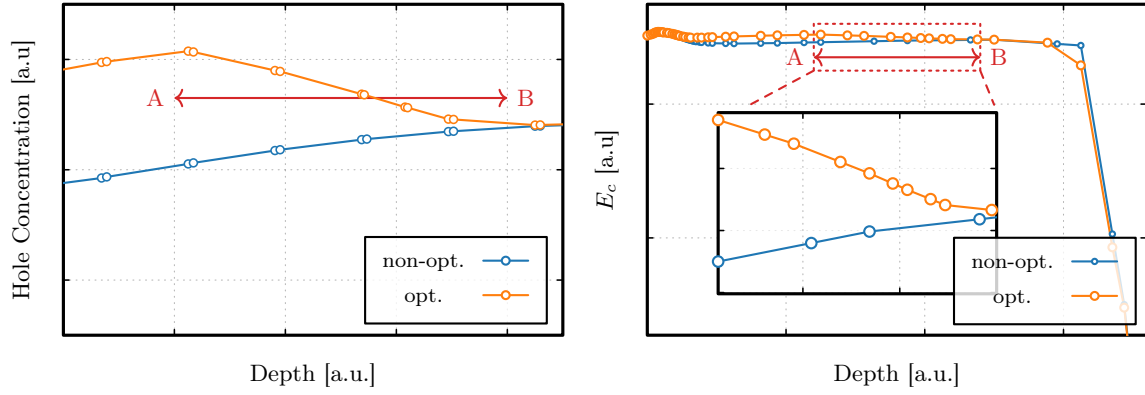 Hole Concentration [a.u]
A
B
non-opt.
opt.
Depth [a.u.]
E_c [a.u]
A
B
non-opt.
opt.
Depth [a.u.]